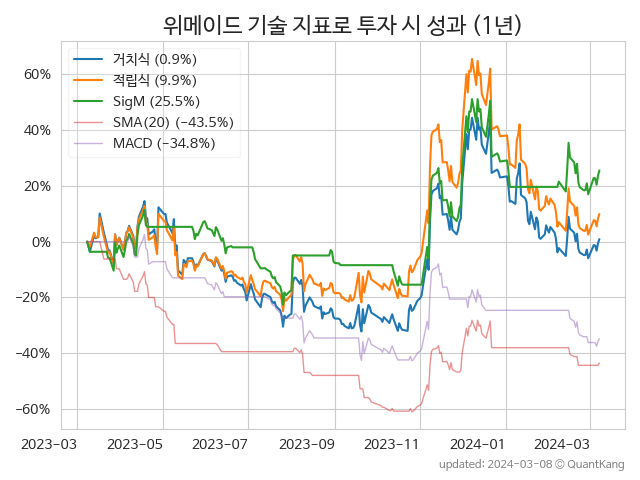 위메이드 기술 지표로 투자 시 성과 (1년)
거치식 (0.9%)
적립식 (9.9%)
SigM (25.5%)
SMA(20) (−43.5%)
MACD (−34.8%)
60%
40%
20%
0%
−20%
−40%
−60%
2023-03 2023-05 2023-07 2023-09 2023-11 2024-01 2024-03
updated: 2024-03-08 © QuantKang